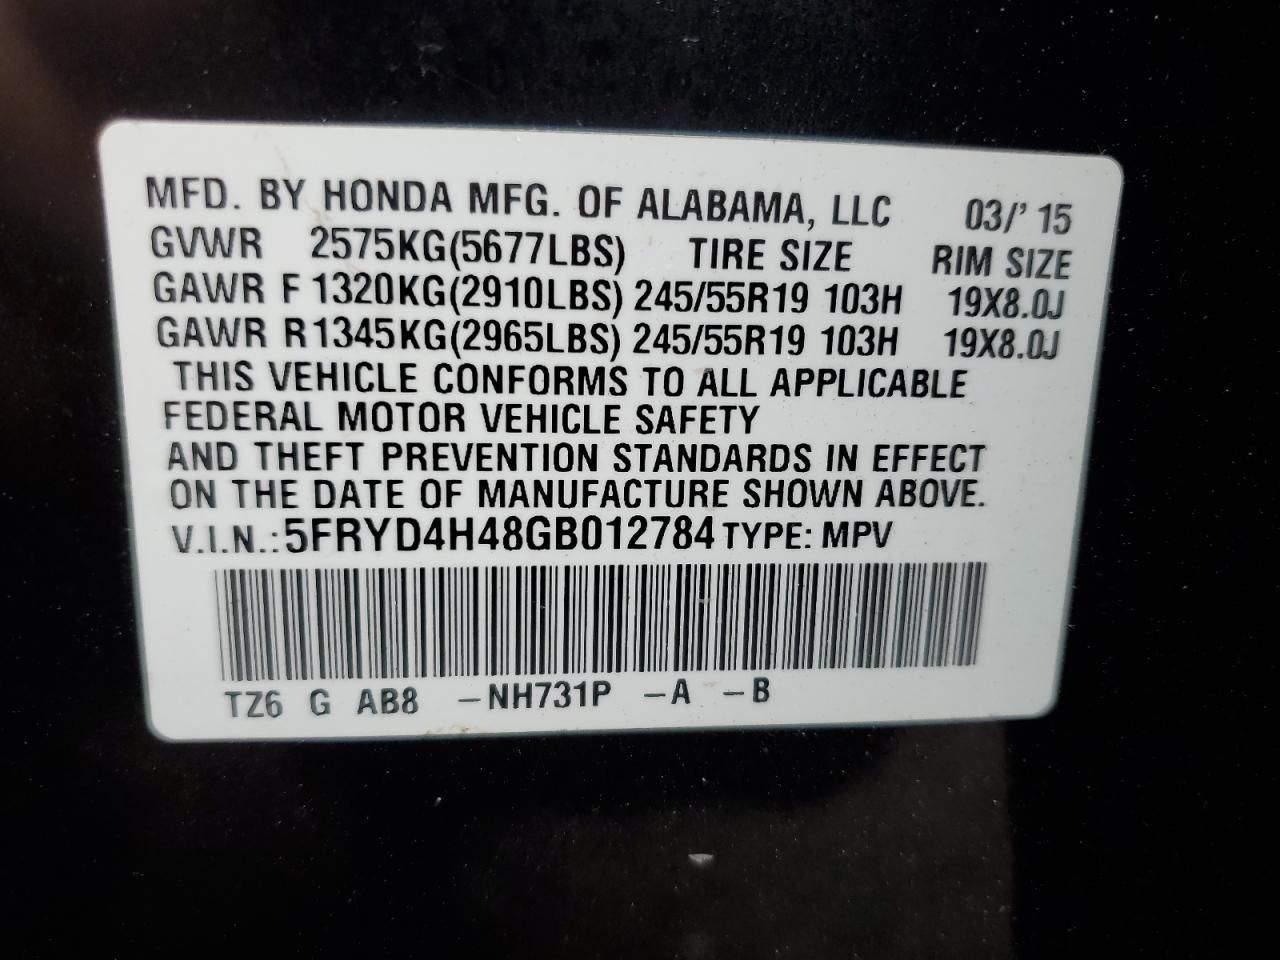 MFD. BY HONDA MFG. OF ALABAMA, LLC 03/' 15
GVWR 2575KG(5677LBS) TIRE SIZE RIM SIZE
GAWR F 1320KG(2910LBS) 245/55R19 103H 19X8.0J
GAWR R1345KG(2965LBS) 245/55R19 103H 19X8.0J
THIS VEHICLE CONFORMS TO ALL APPLICABLE
FEDERAL MOTOR VEHICLE SAFETY
AND THEFT PREVENTION STANDARDS IN EFFECT
ON THE DATE OF MANUFACTURE SHOWN ABOVE.
V.I.N.:5FRYD4H48GB012784 TYPE: MPV
TZ6 G AB8 -NH731P -A -B